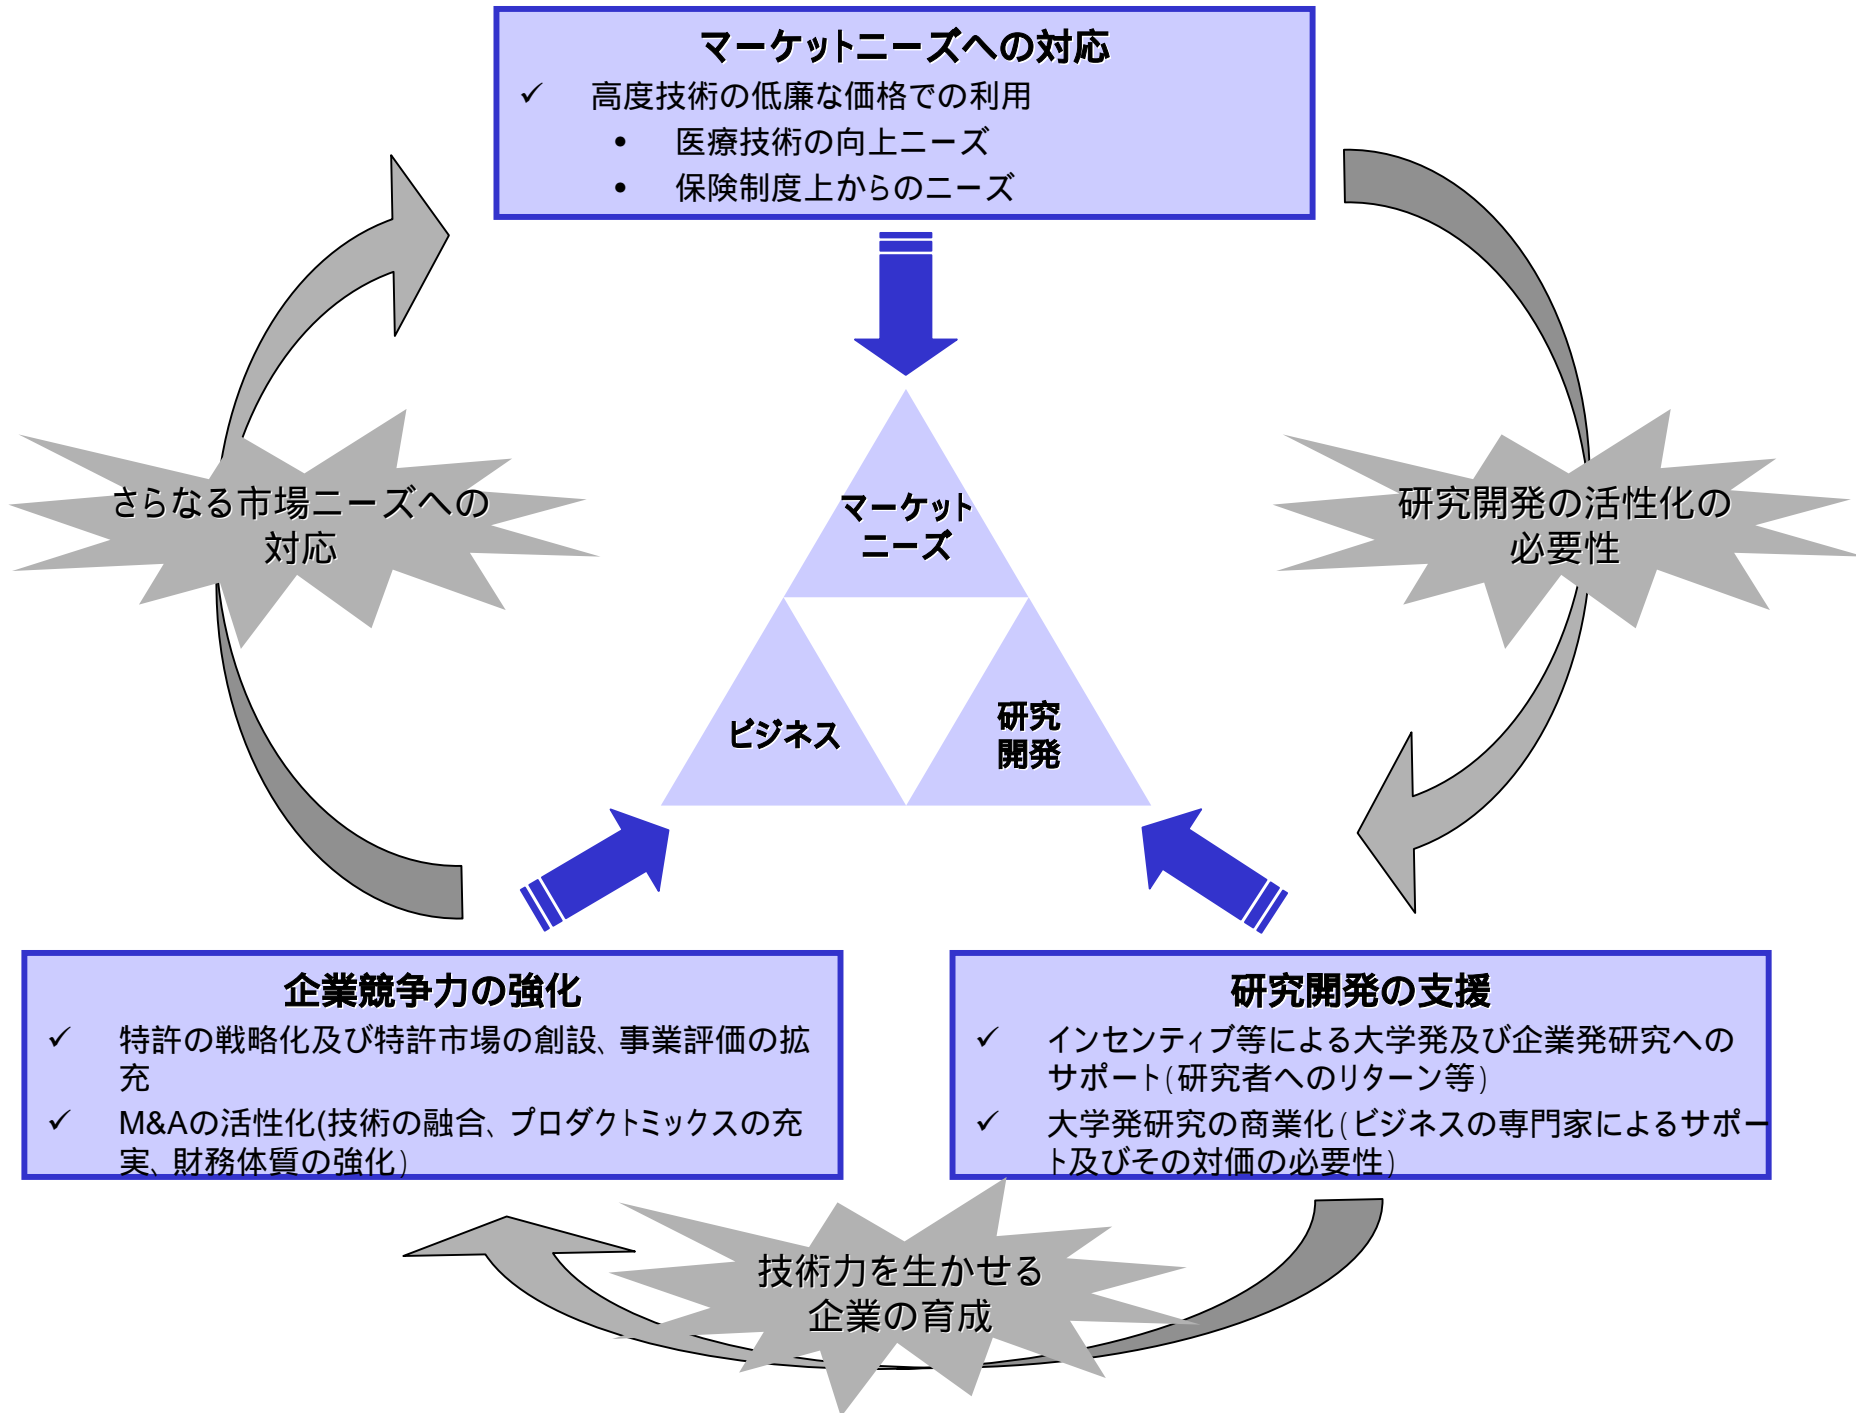 マーケットニーズへの対応
✓ 高度技術の低廉な価格での利用
• 医療技術の向上ニーズ
• 保険制度上からのニーズ
さらなる市場ニーズへの
対応
研究開発の活性化の
必要性
マーケット
ニーズ
ビジネス
研究
開発
企業競争力の強化
✓ 特許の戦略化及び特許市場の創設、事業評価の拡
充
✓ M&Aの活性化(技術の融合、プロダクトミックスの充
実、財務体質の強化)
研究開発の支援
✓ インセンティブ等による大学発及び企業発研究への
サポート(研究者へのリターン等)
✓ 大学発研究の商業化(ビジネスの専門家によるサポー
ト及びその対価の必要性)
技術力を生かせる
企業の育成